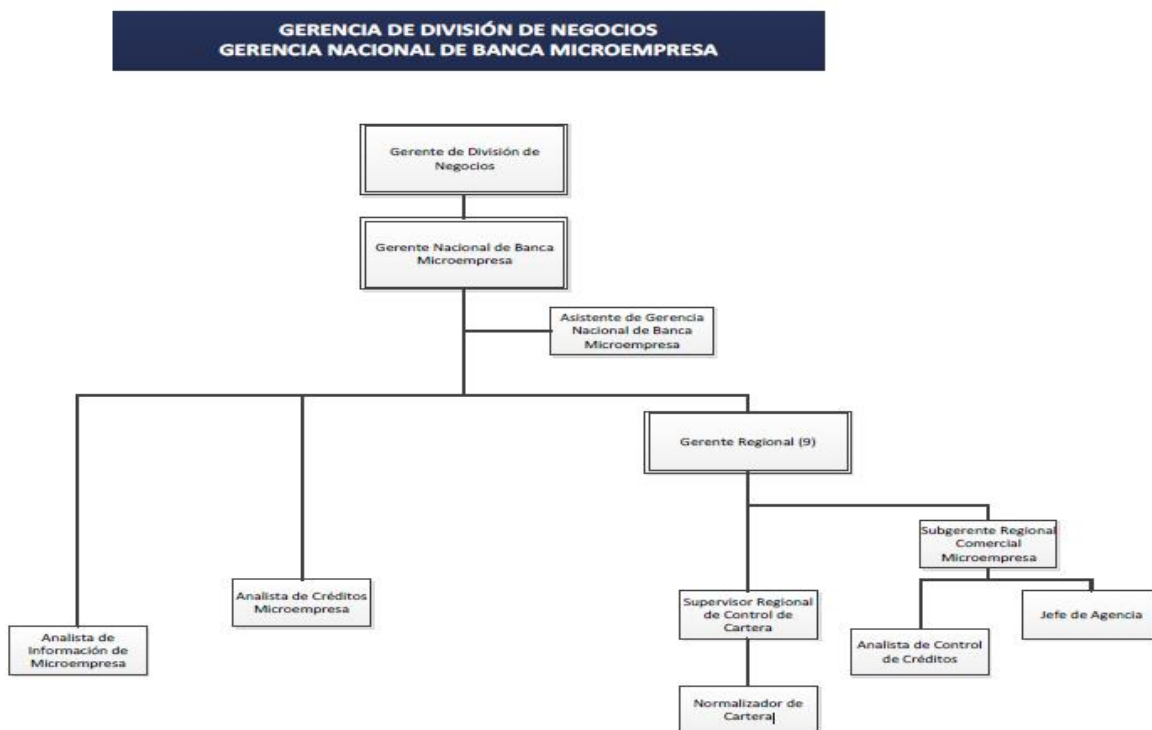 GERENCIA DE DIVISIÓN DE NEGOCIOS
GERENCIA NACIONAL DE BANCA MICROEMPRESA
Gerente de División de
Negocios
Gerente Nacional de Banca
Microempresa
Asistente de Gerencia
Nacional de Banca
Microempresa
Gerente Regional (9)
Subgerente Regional
Comercial
Microempresa
Analista de Créditos
Microempresa
Supervisor Regional
de Control de
Cartera
Jefe de Agencia
Analista de
Información de
Microempresa
Analista de Control
de Créditos
Normalizador de
Cartera